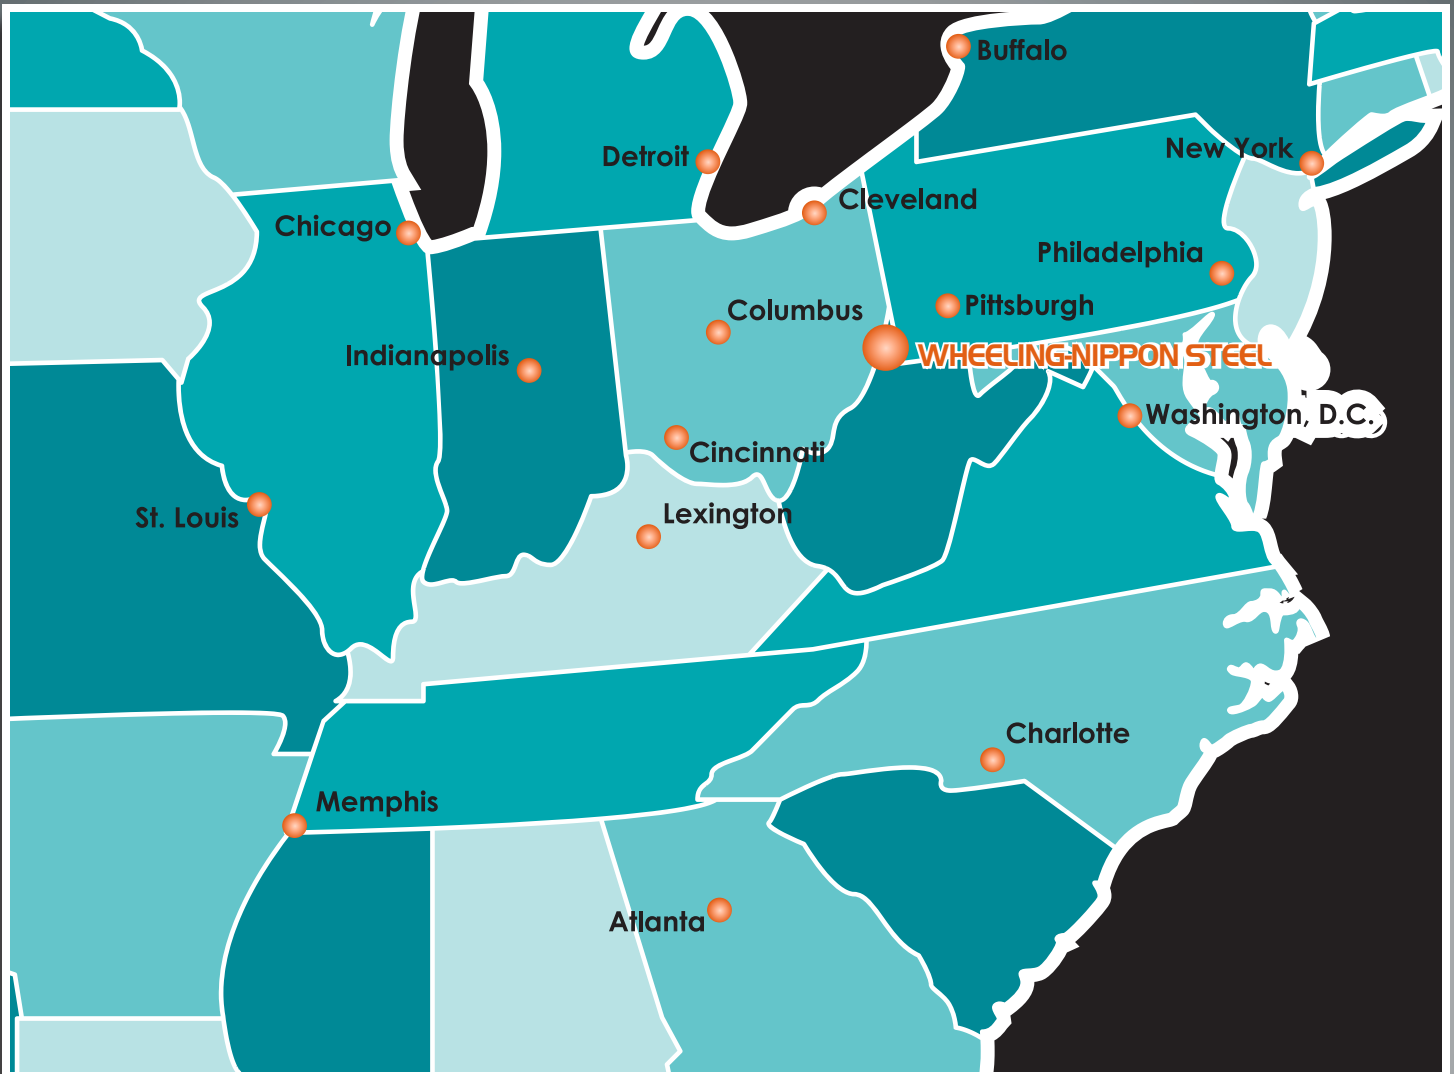 Buffalo
New York
Detroit
Cleveland
Chicago
Philadelphia
Pittsburgh
Columbus
Indianapolis
WHEELING-NIPPON STEEL
Washington, D.C.
Cincinnati
Lexington
St. Louis
Charlotte
Memphis
Atlanta